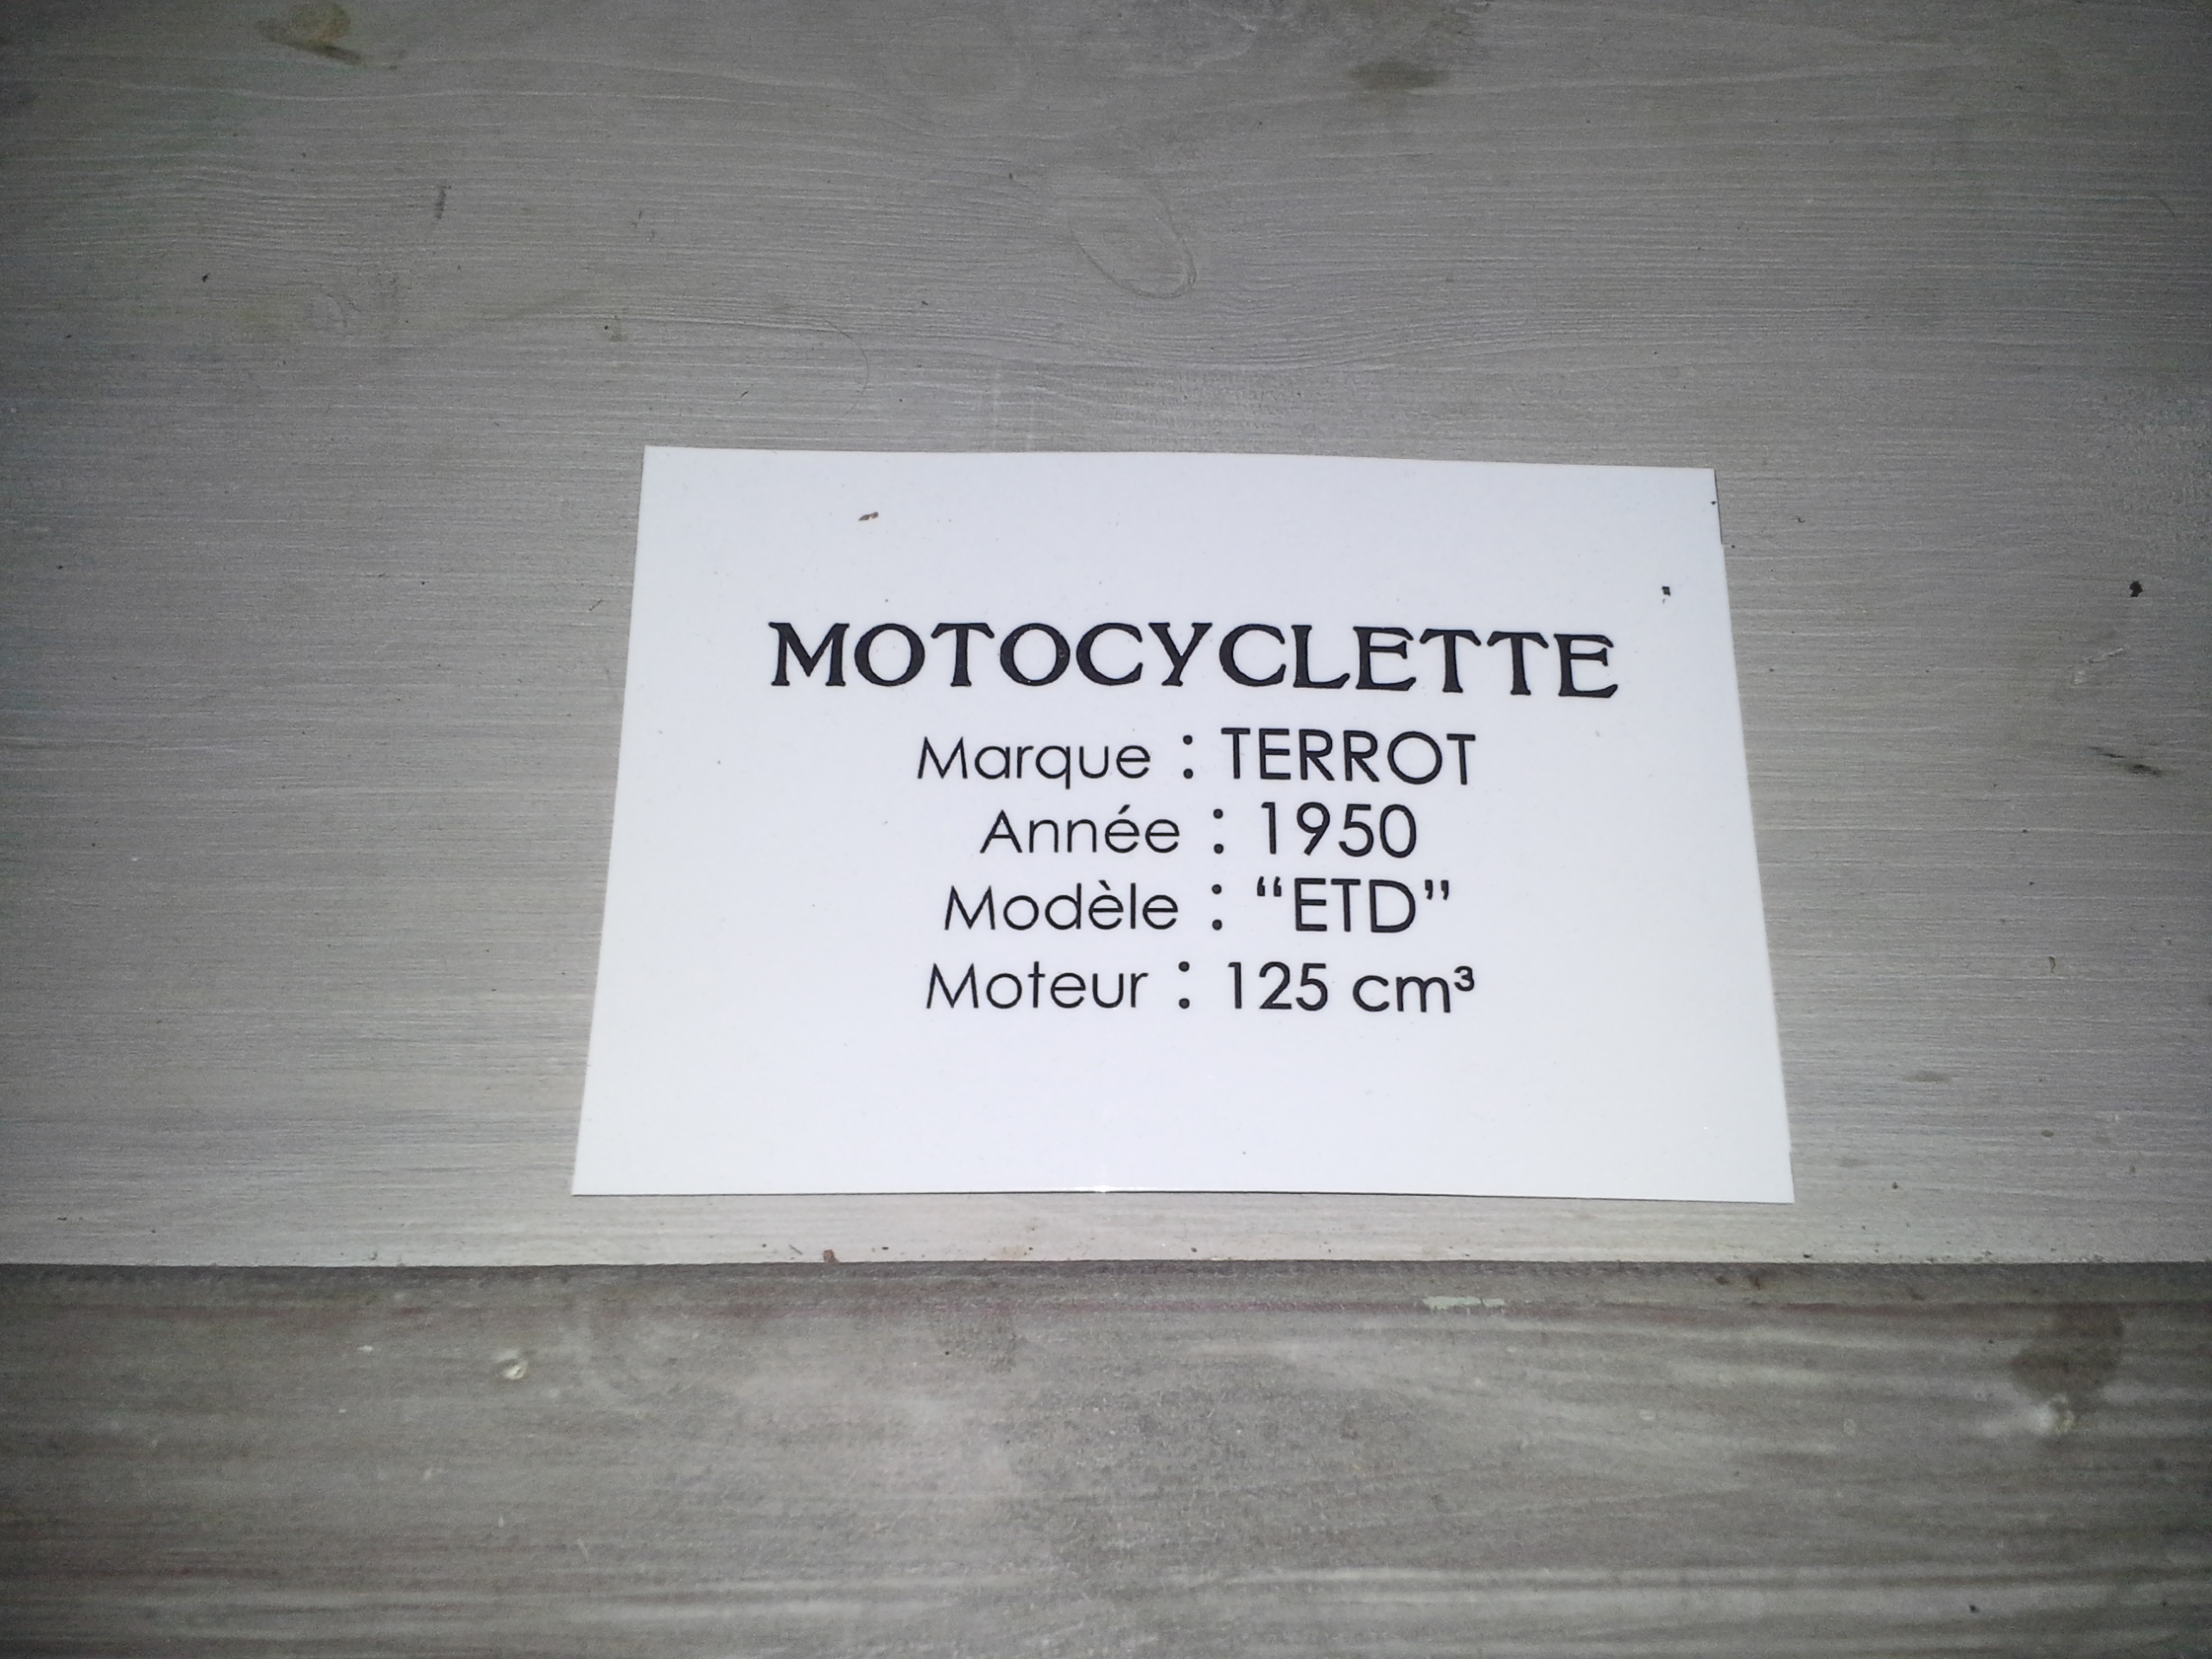 MOTOCYCLETTE
Marque : TERROT
Année : 1950
Modèle : “ETD”
Moteur : 125 cm³